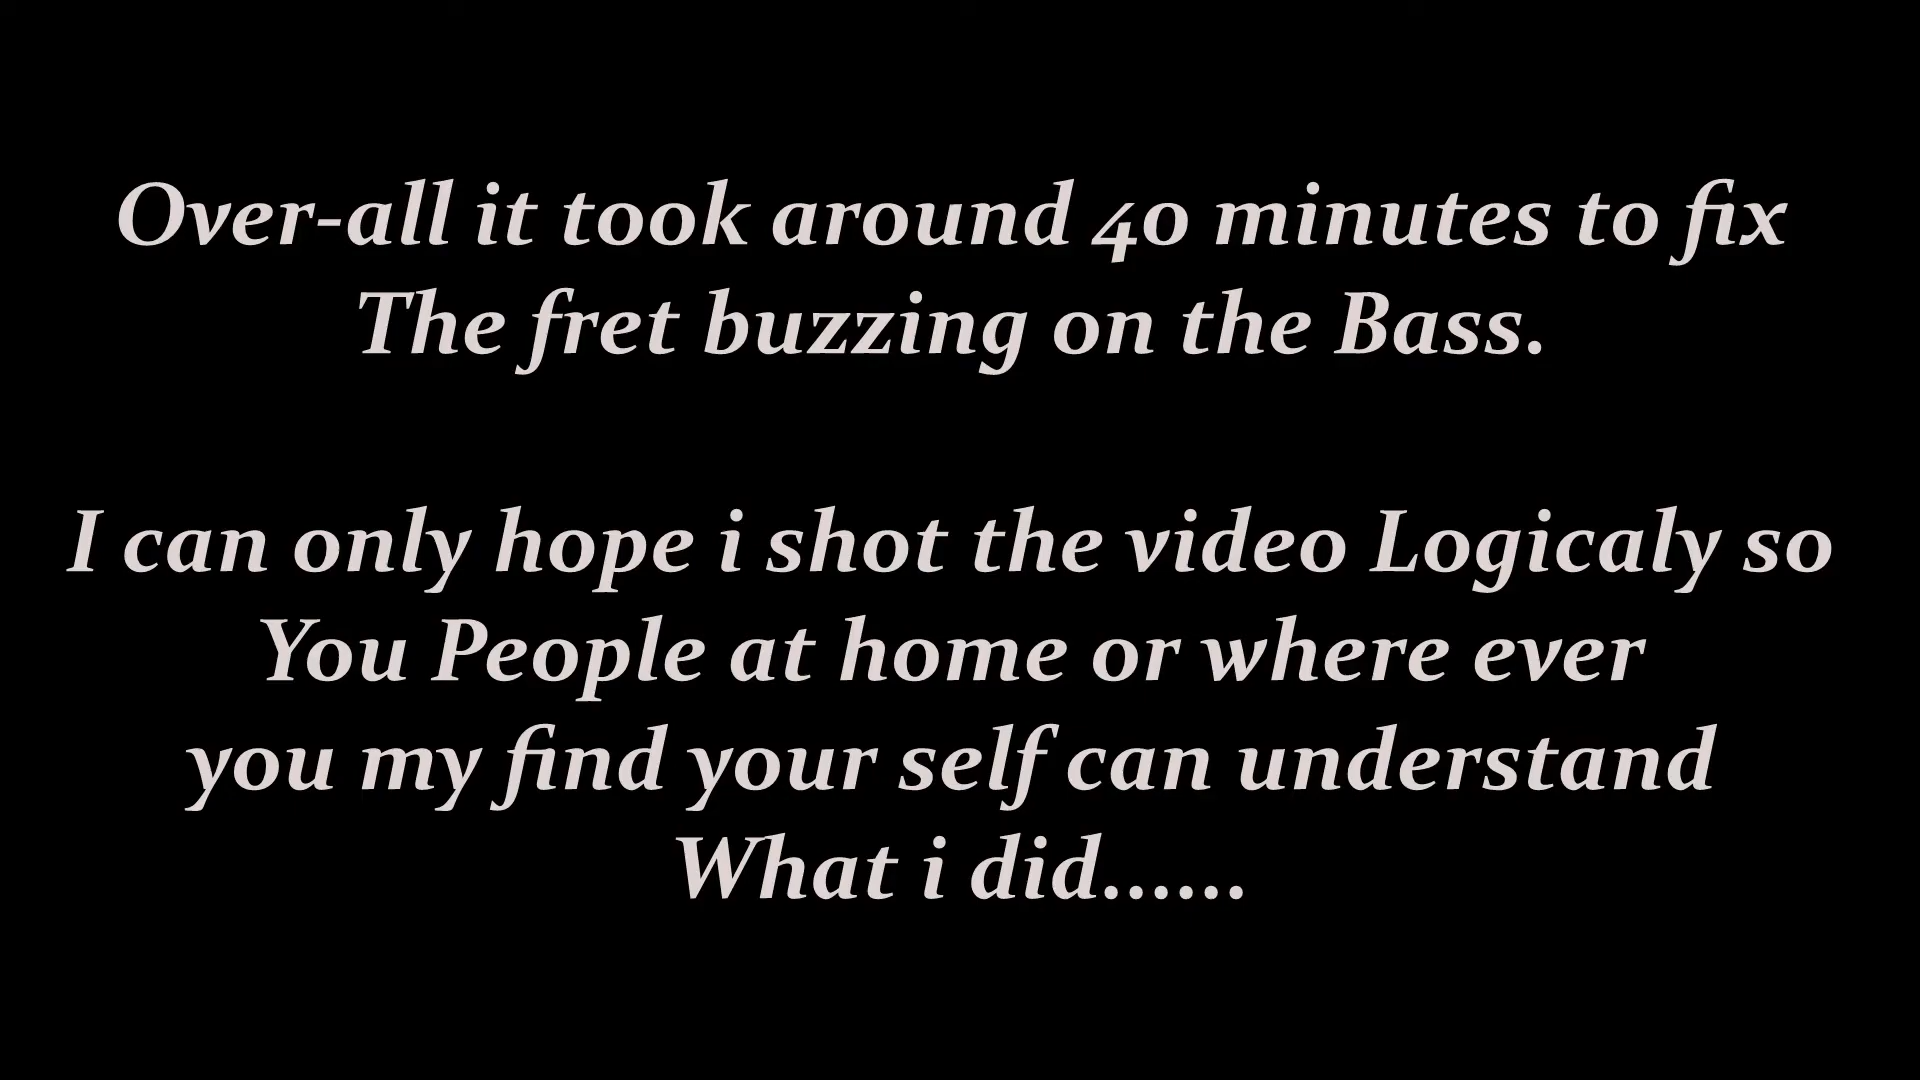 Over-all it took around 40 minutes to fix
The fret buzzing on the Bass.
I can only hope i shot the video Logicaly so
You People at home or where ever
you my find your self can understand
What i did......